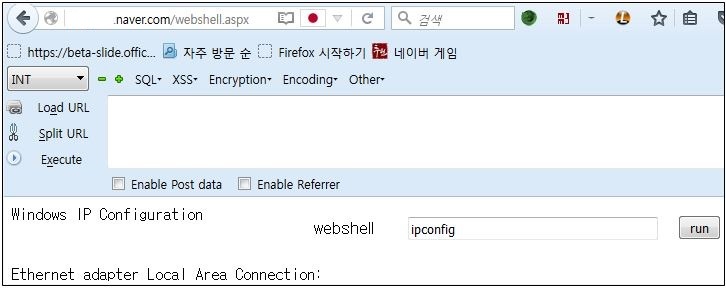 .naver.com/webshell.aspx 검색
https://beta-slide.offic... 자주 방문 순 Firefox 시작하기 네이버 게임
INT SQL XSS Encryption Encoding Other
Load URL
Split URL
Execute
Enable Post data Enable Referrer
Windows IP Configuration
webshell ipconfig run
Ethernet adapter Local Area Connection: